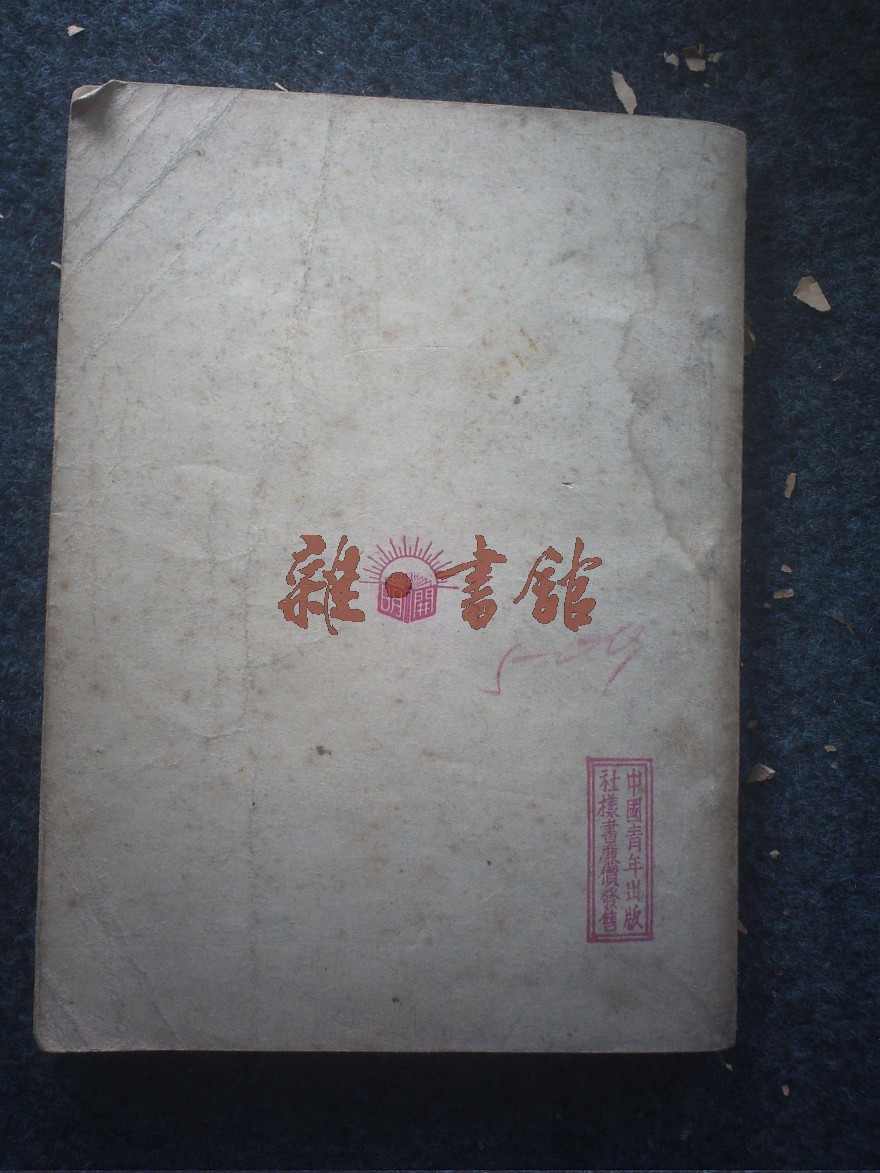 雜書館
開明
中國青年出版
社樣書廉價發售